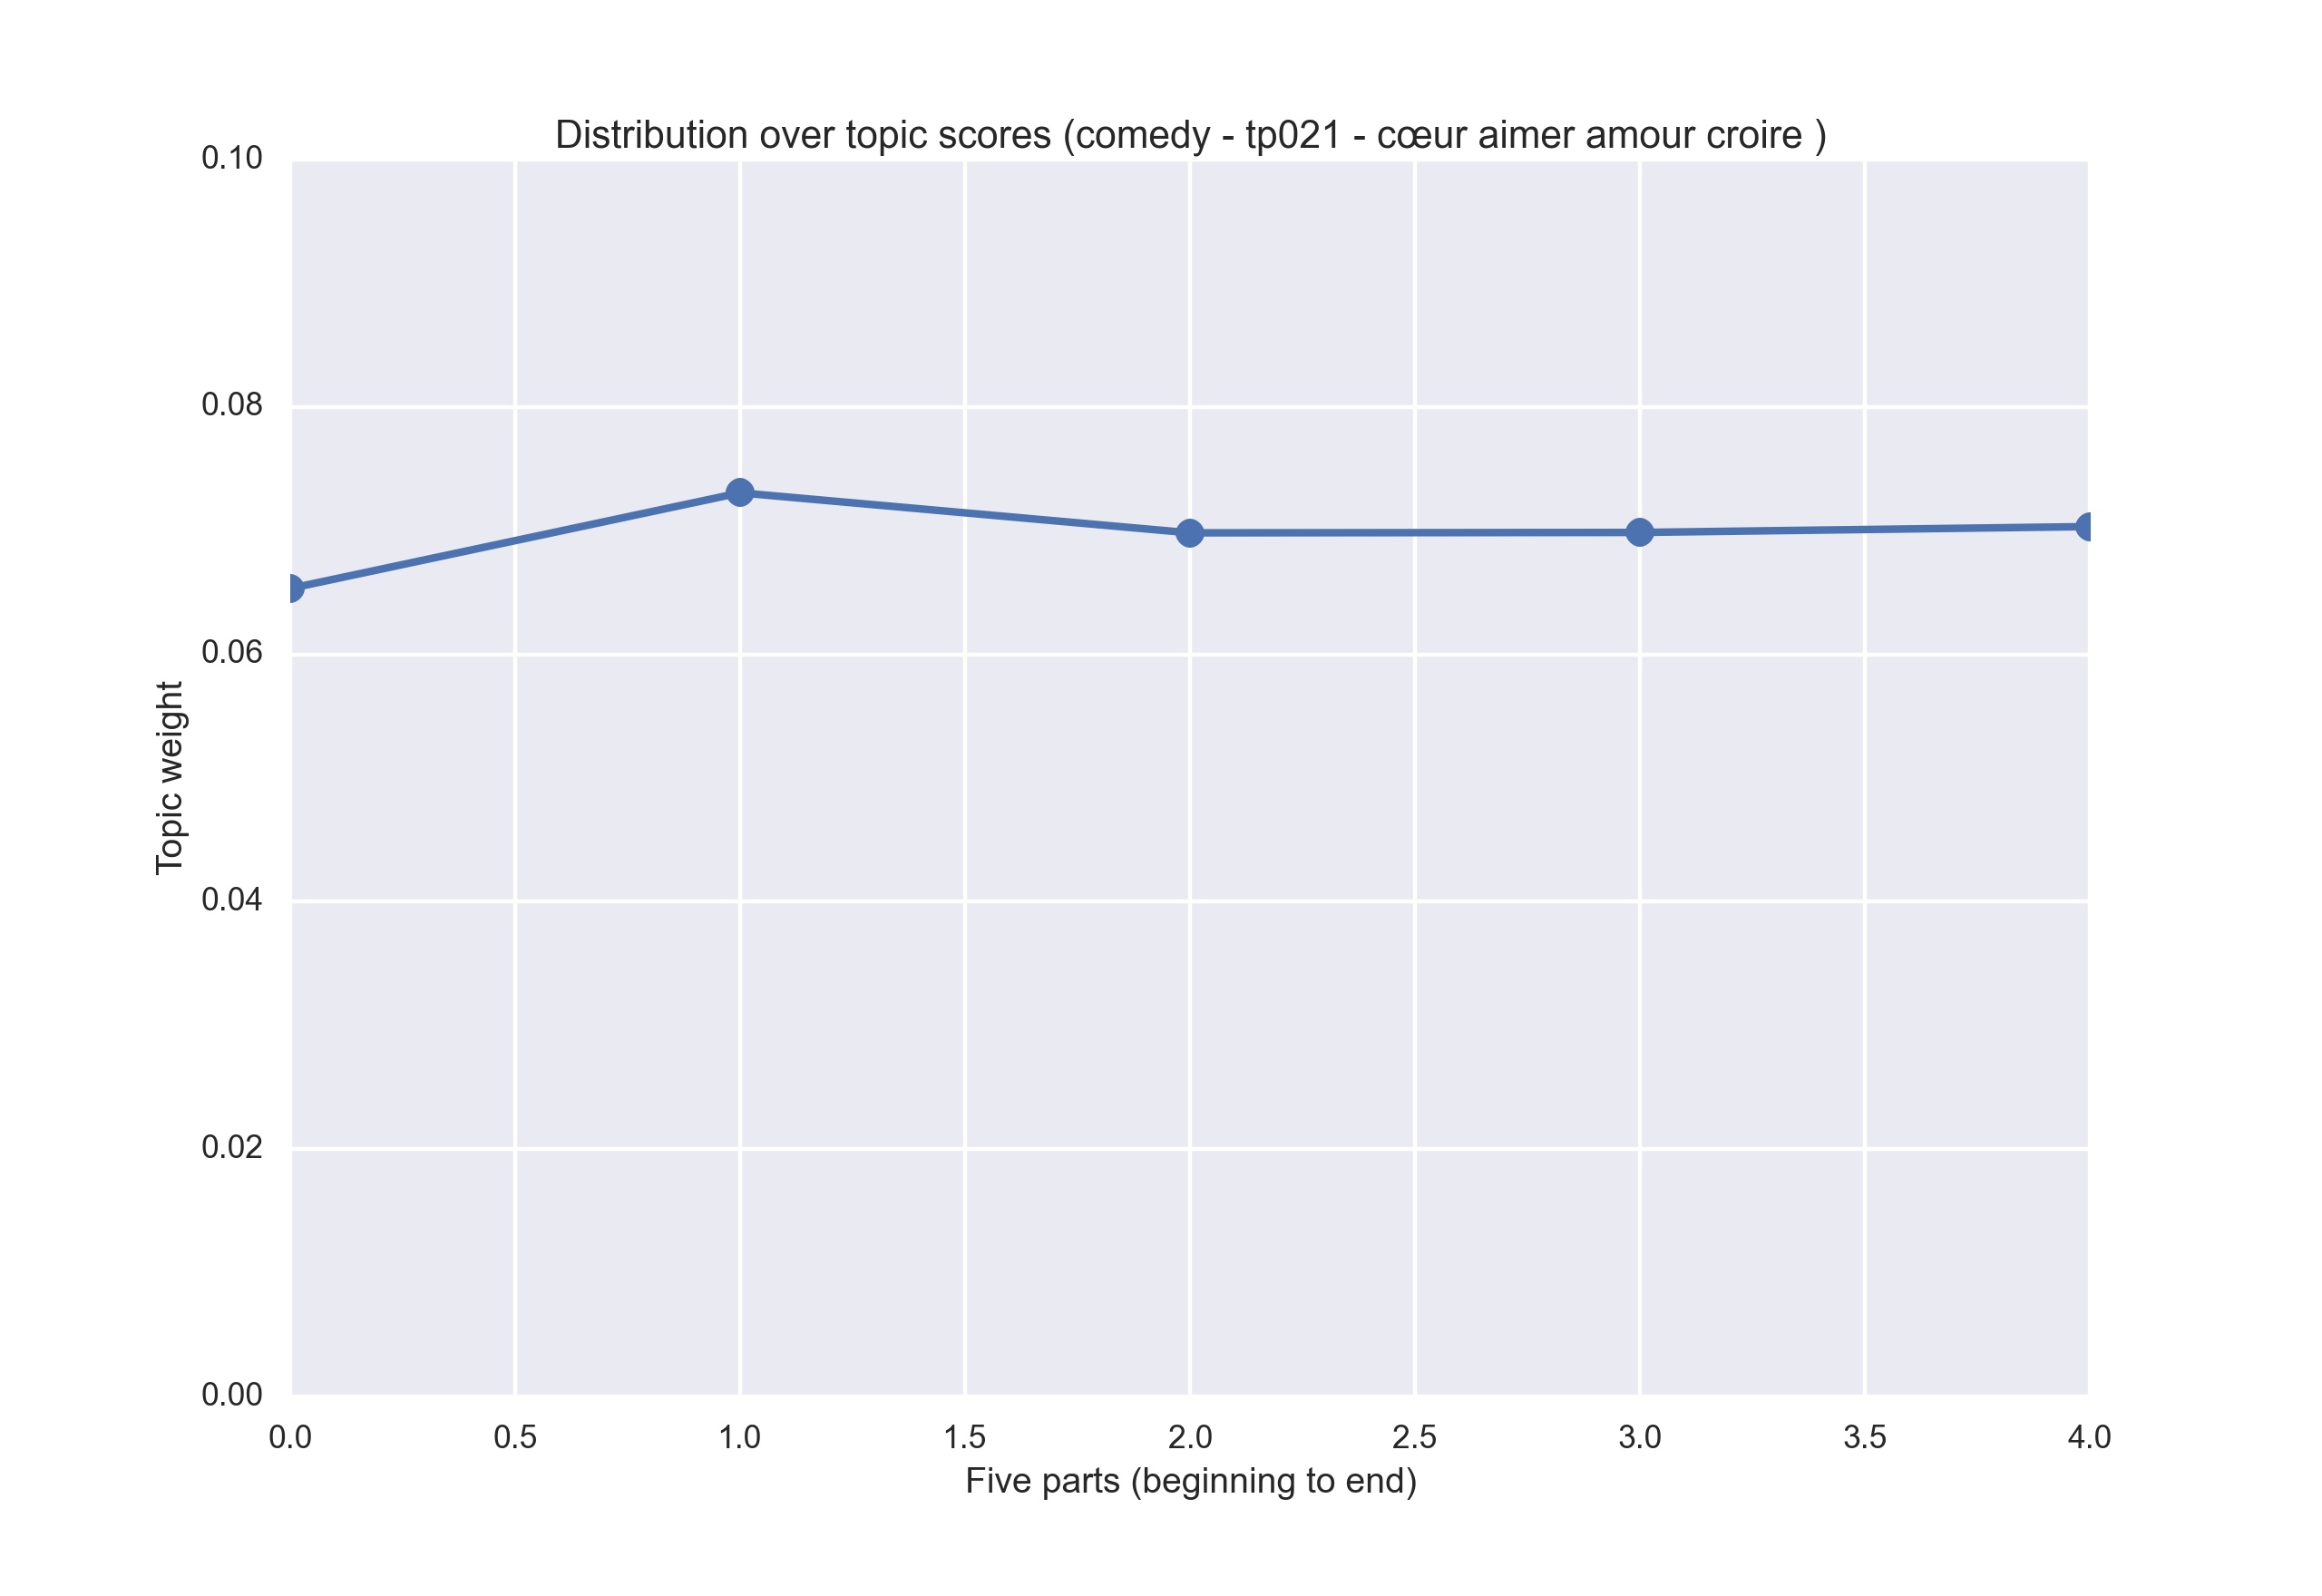 Distribution over topic scores (comedy - tp021 - cœur aimer amour croire )
0.10
0.08
0.06
0.04
0.02
0.00
Topic weight
0.0 0.5 1.0 1.5 2.0 2.5 3.0 3.5 4.0
Five parts (beginning to end)